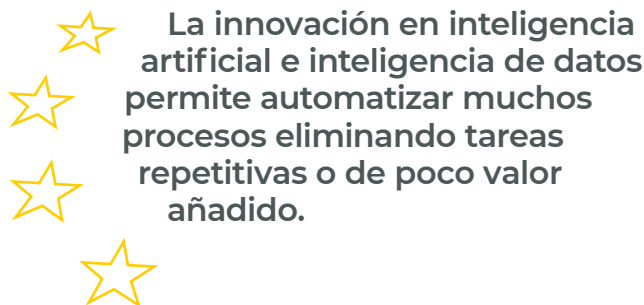 La innovación en inteligencia
artificial e inteligencia de datos
permite automatizar muchos
procesos eliminando tareas
repetitivas o de poco valor
añadido.